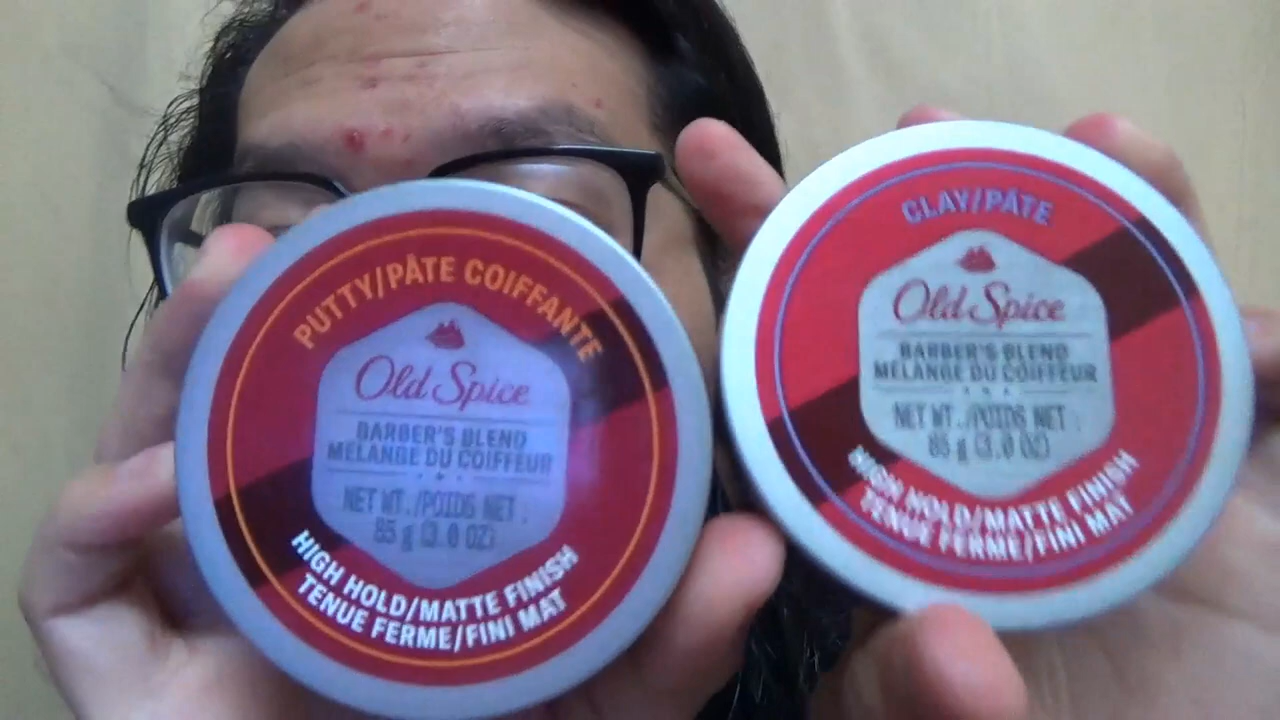 PUTTY/PÂTE COIFFANTE
Old Spice
BARBER'S BLEND
MÉLANGE DU COIFFEUR
NET WT./POIDS NET :
85 g (3.0 OZ)
HIGH HOLD/MATTE FINISH
TENUE FERME/FINI MAT
CLAY/PÂTE
Old Spice
BARBER'S BLEND
MÉLANGE DU COIFFEUR
NET WT./POIDS NET :
85 g (3.0 OZ)
HIGH HOLD/MATTE FINISH
TENUE FERME/FINI MAT